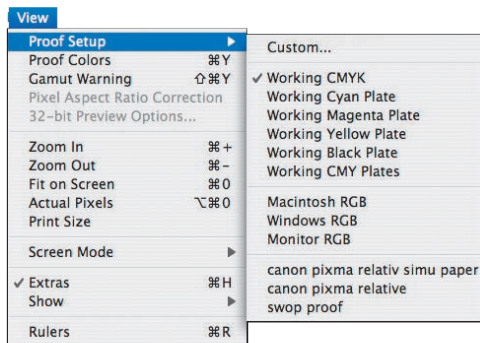 View
Proof Setup
Proof Colors ⌘Y
Gamut Warning ⇧⌘Y
Pixel Aspect Ratio Correction
32-bit Preview Options...
Zoom In ⌘+
Zoom Out ⌘−
Fit on Screen ⌘0
Actual Pixels ⌥⌘0
Print Size
Screen Mode
✓ Extras ⌘H
Show
Rulers ⌘R
Custom...
✓ Working CMYK
Working Cyan Plate
Working Magenta Plate
Working Yellow Plate
Working Black Plate
Working CMY Plates
Macintosh RGB
Windows RGB
Monitor RGB
canon pixma relativ simu paper
canon pixma relative
swop proof